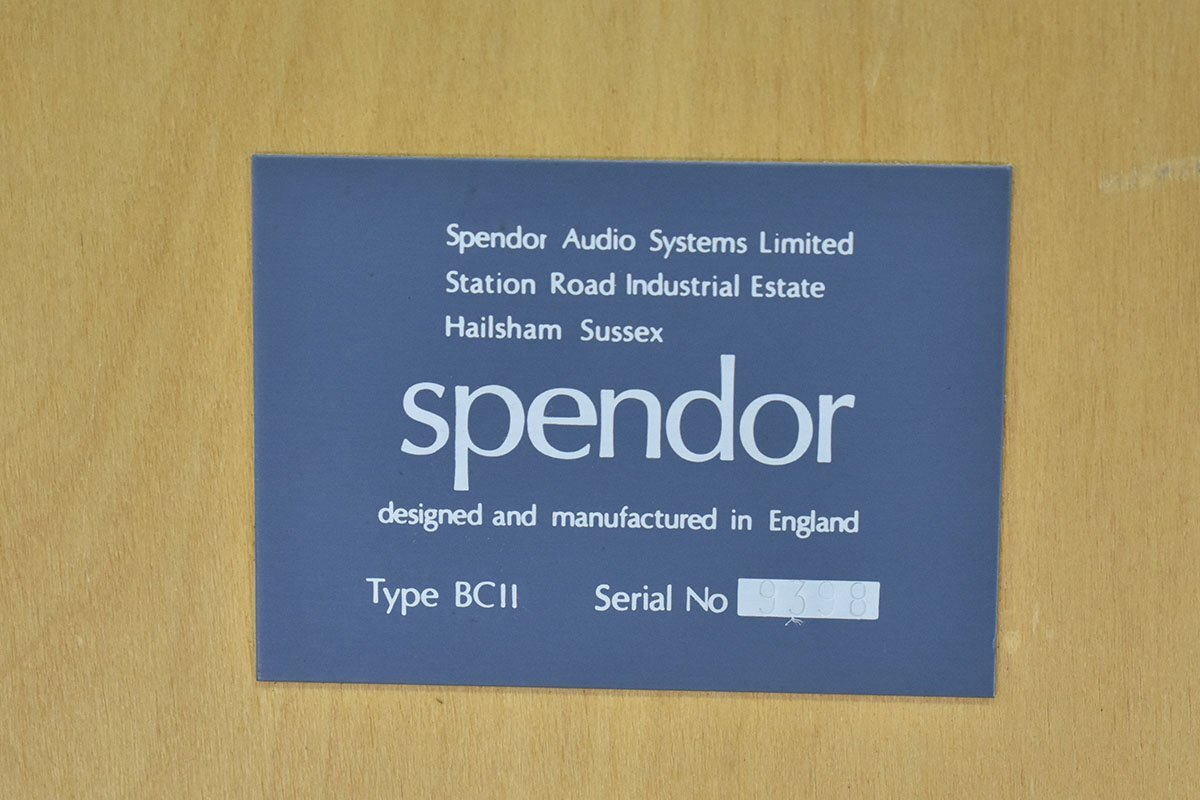 Spendor Audio Systems Limited
Station Road Industrial Estate
Hailsham Sussex
spendor
designed and manufactured in England
Type BCII Serial No 9398